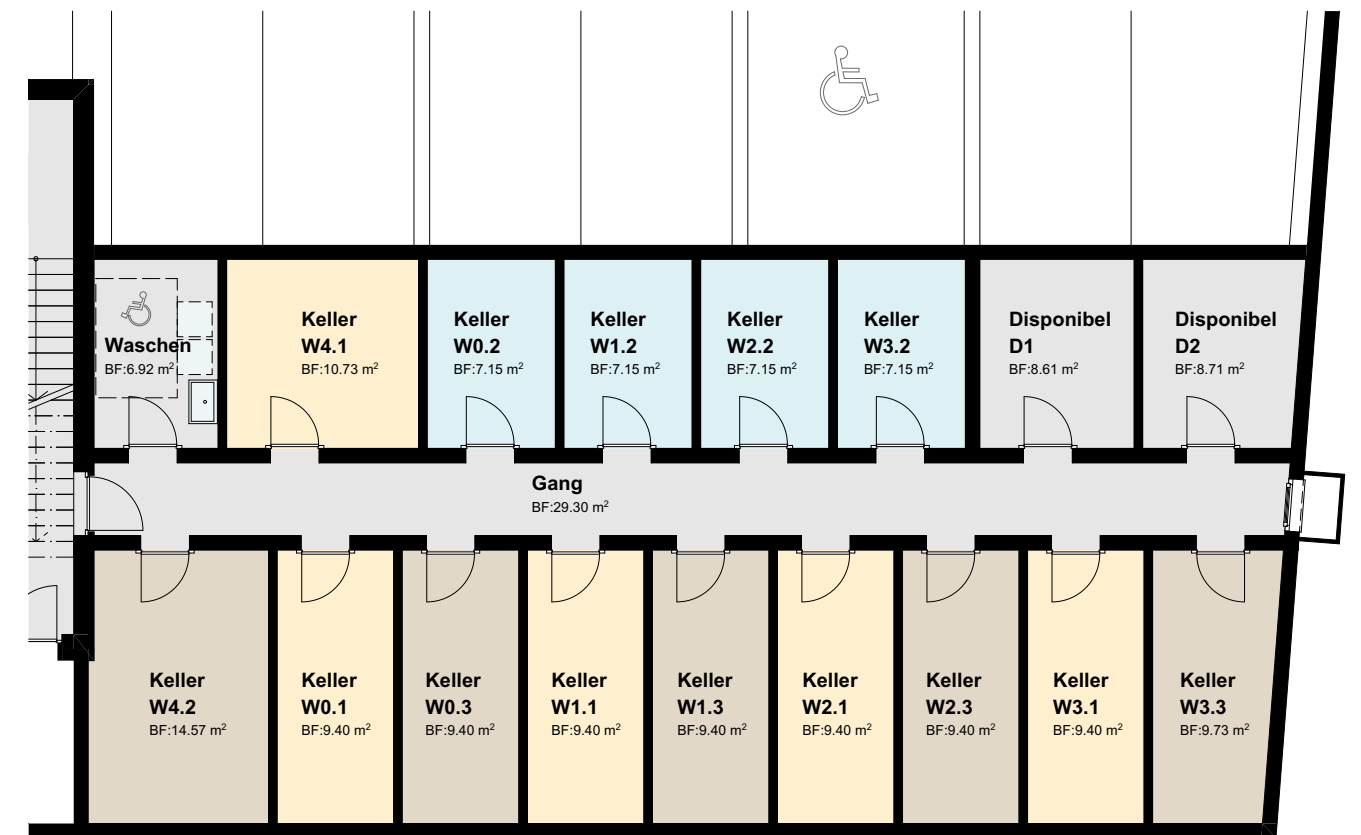 Waschen
BF:6.92 m²
Keller
W4.1
BF:10.73 m²
Keller
W0.2
BF:7.15 m²
Keller
W1.2
BF:7.15 m²
Keller
W2.2
BF:7.15 m²
Keller
W3.2
BF:7.15 m²
Disponibel
D1
BF:8.61 m²
Disponibel
D2
BF:8.71 m²
Gang
BF:29.30 m²
Keller
W4.2
BF:14.57 m²
Keller
W0.1
BF:9.40 m²
Keller
W0.3
BF:9.40 m²
Keller
W1.1
BF:9.40 m²
Keller
W1.3
BF:9.40 m²
Keller
W2.1
BF:9.40 m²
Keller
W2.3
BF:9.40 m²
Keller
W3.1
BF:9.40 m²
Keller
W3.3
BF:9.73 m²